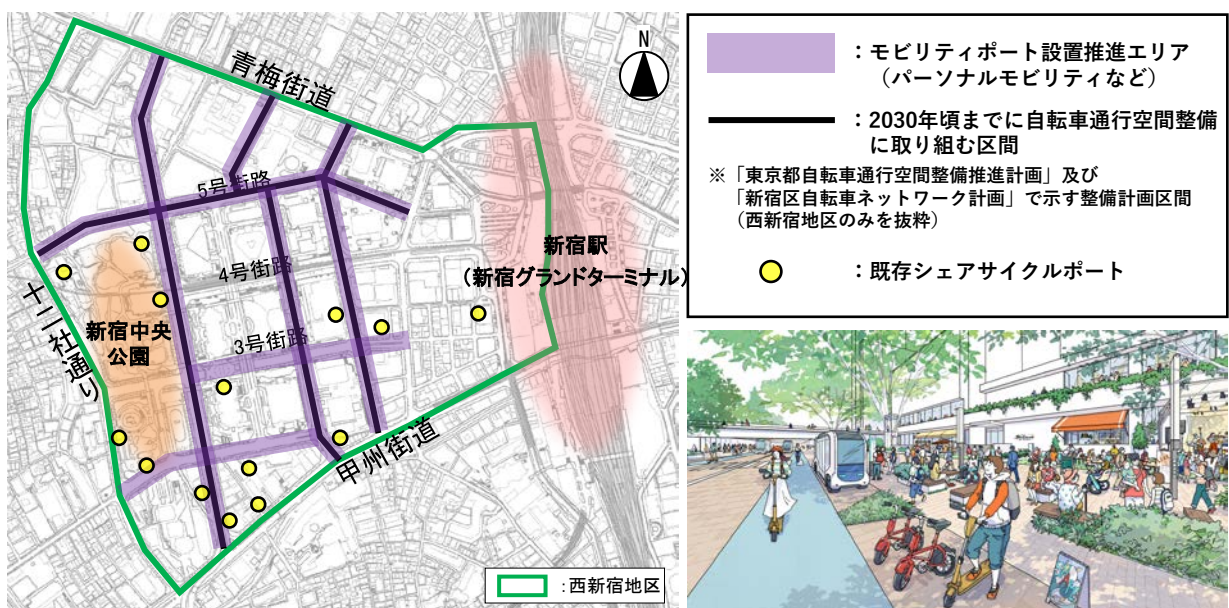 青梅街道
N
5号街路
4号街路
新宿駅
(新宿グランドターミナル)
十二社通り
新宿中央
公園
3号街路
甲州街道
:西新宿地区
:モビリティポート設置推進エリア
(パーソナルモビリティなど)
:2030年頃までに自転車通行空間整備
に取り組む区間
※「東京都自転車通行空間整備推進計画」及び
「新宿区自転車ネットワーク計画」で示す整備計画区間
(西新宿地区のみを抜粋)
:既存シェアサイクルポート